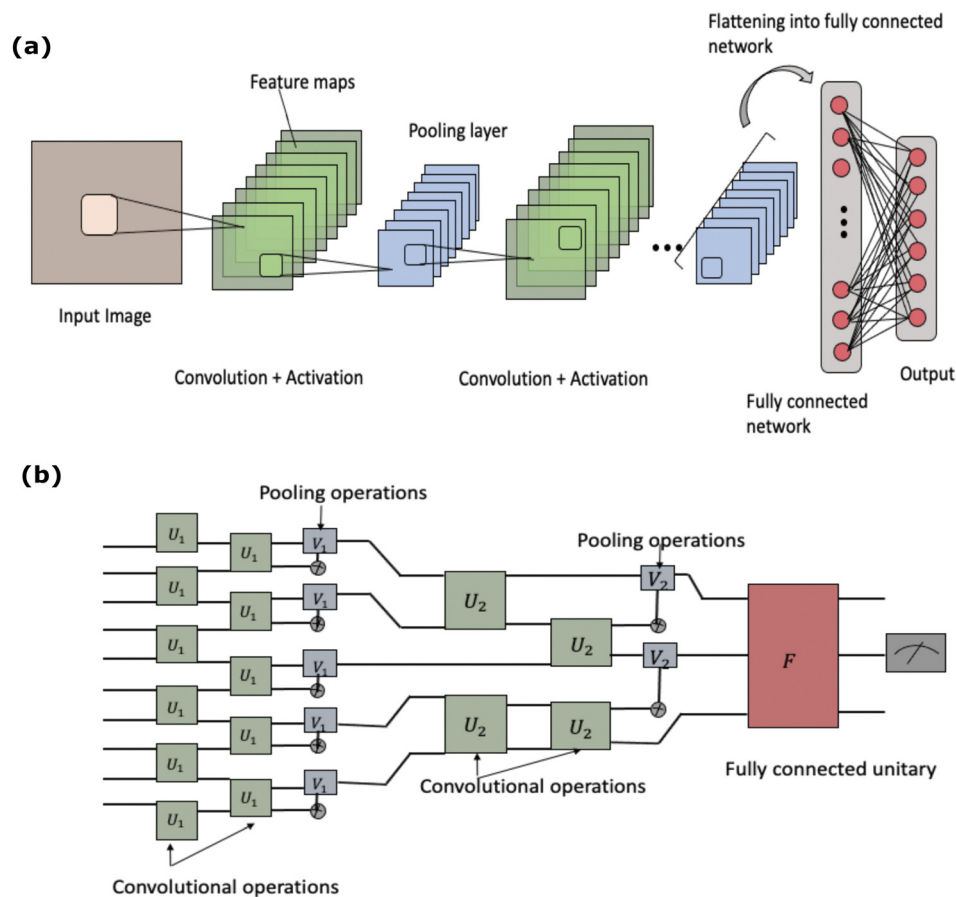 (a)
Flattening into fully connected
network
Feature maps
Pooling layer
Input Image
Convolution + Activation
Convolution + Activation
Output
Fully connected
network
(b)
Pooling operations
Pooling operations
U₁
U₁
V₁
V₂
U₁
U₂
U₁
V₁
F
U₁
U₂
V₂
U₁
V₁
U₁
U₂
U₂
U₁
V₁
U₁
Fully connected unitary
Convolutional operations
U₁
V₁
U₁
Convolutional operations